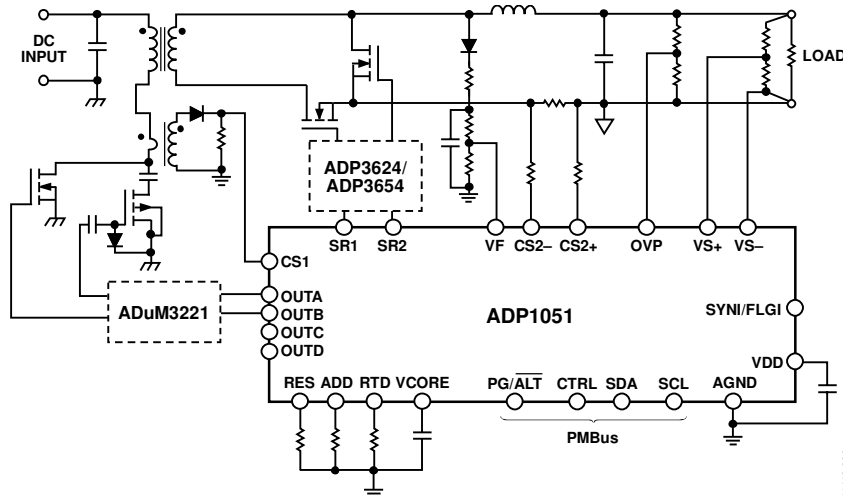 DC
INPUT
LOAD
ADP3624/
ADP3654
SR1 SR2 VF CS2– CS2+ OVP VS+ VS–
CS1
ADuM3221
OUTA
OUTB
OUTC
OUTD
ADP1051
SYNI/FLGI
VDD
RES ADD RTD VCORE PG/ALT CTRL SDA SCL AGND
PMBus